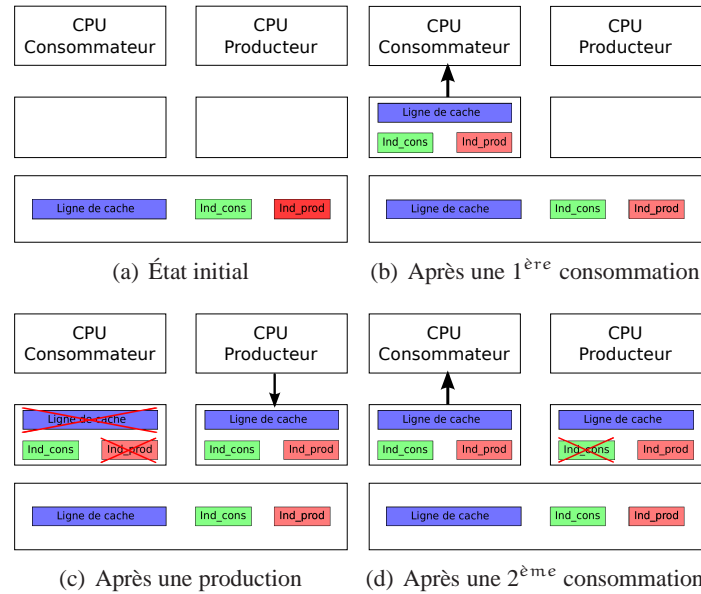 CPU Consommateur
CPU Producteur
CPU Consommateur
CPU Producteur
Ligne de cache
Ind_cons
Ind_prod
Ligne de cache
Ind_cons
Ind_prod
Ligne de cache
Ind_cons
Ind_prod
(a) État initial
(b) Après une 1ère consommation
CPU Consommateur
CPU Producteur
CPU Consommateur
CPU Producteur
Ligne de cache
Ind_cons
Ind_prod
Ligne de cache
Ind_cons
Ind_prod
Ligne de cache
Ind_cons
Ind_prod
Ligne de cache
Ind_cons
Ind_prod
Ligne de cache
Ind_cons
Ind_prod
Ligne de cache
Ind_cons
Ind_prod
(c) Après une production
(d) Après une 2ème consommation